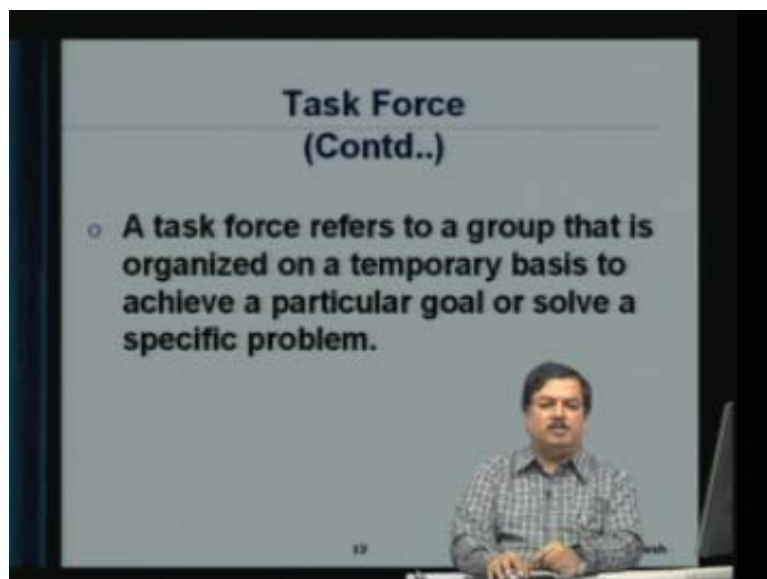 Task Force
(Contd..)
o A task force refers to a group that is
organized on a temporary basis to
achieve a particular goal or solve a
specific problem.